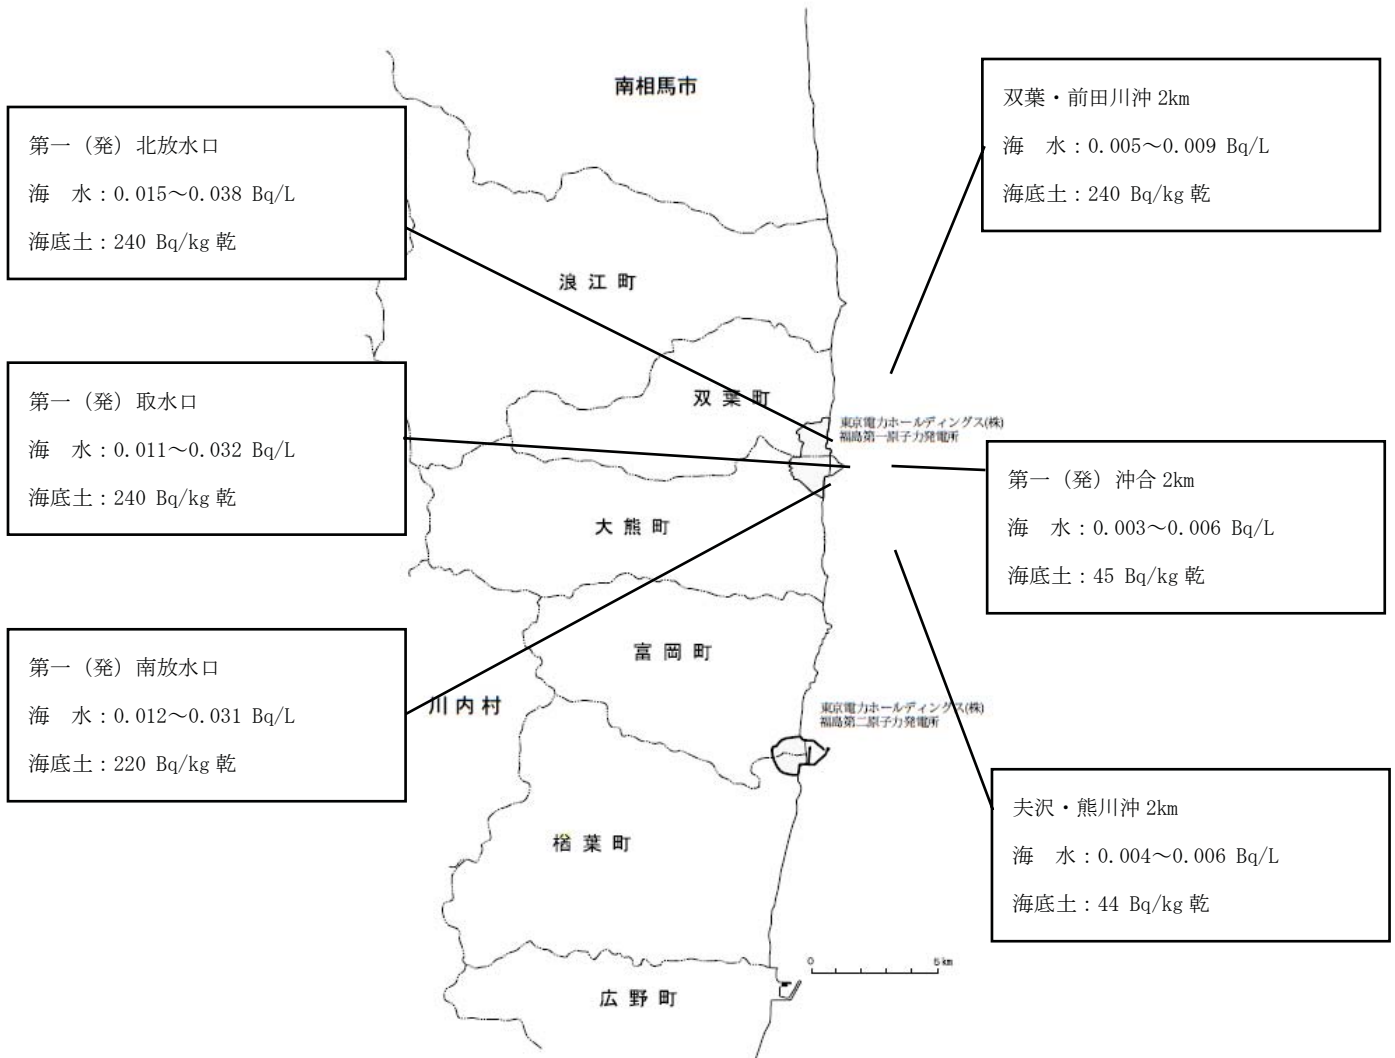 南相馬市
双葉・前田川沖 2km
海　水：0.005～0.009 Bq/L
海底土：240 Bq/kg 乾
第一（発）北放水口
海　水：0.015～0.038 Bq/L
海底土：240 Bq/kg 乾
浪江町
第一（発）取水口
海　水：0.011～0.032 Bq/L
海底土：240 Bq/kg 乾
双葉町
東京電力ホールディングス(株)
福島第一原子力発電所
第一（発）沖合 2km
海　水：0.003～0.006 Bq/L
海底土：45 Bq/kg 乾
大熊町
富岡町
第一（発）南放水口
海　水：0.012～0.031 Bq/L
海底土：220 Bq/kg 乾
川内村
東京電力ホールディングス(株)
福島第二原子力発電所
夫沢・熊川沖 2km
海　水：0.004～0.006 Bq/L
海底土：44 Bq/kg 乾
楢葉町
0 5km
広野町